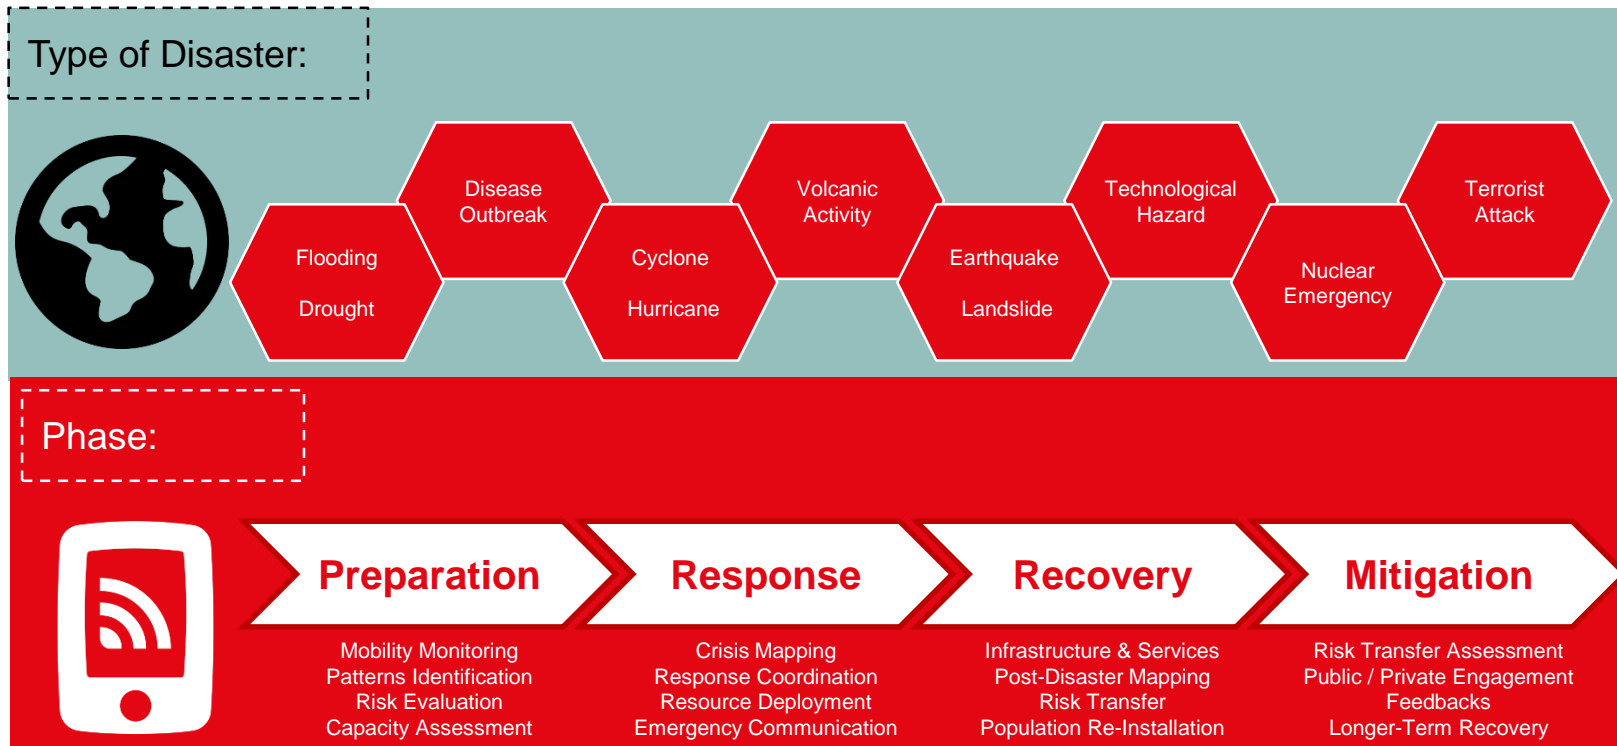 Type of Disaster:
Flooding
Drought
Disease
Outbreak
Cyclone
Hurricane
Volcanic
Activity
Earthquake
Landslide
Technological
Hazard
Nuclear
Emergency
Terrorist
Attack
Phase:
Preparation
Mobility Monitoring
Patterns Identification
Risk Evaluation
Capacity Assessment
Response
Crisis Mapping
Response Coordination
Resource Deployment
Emergency Communication
Recovery
Infrastructure & Services
Post-Disaster Mapping
Risk Transfer
Population Re-Installation
Mitigation
Risk Transfer Assessment
Public / Private Engagement
Feedbacks
Longer-Term Recovery